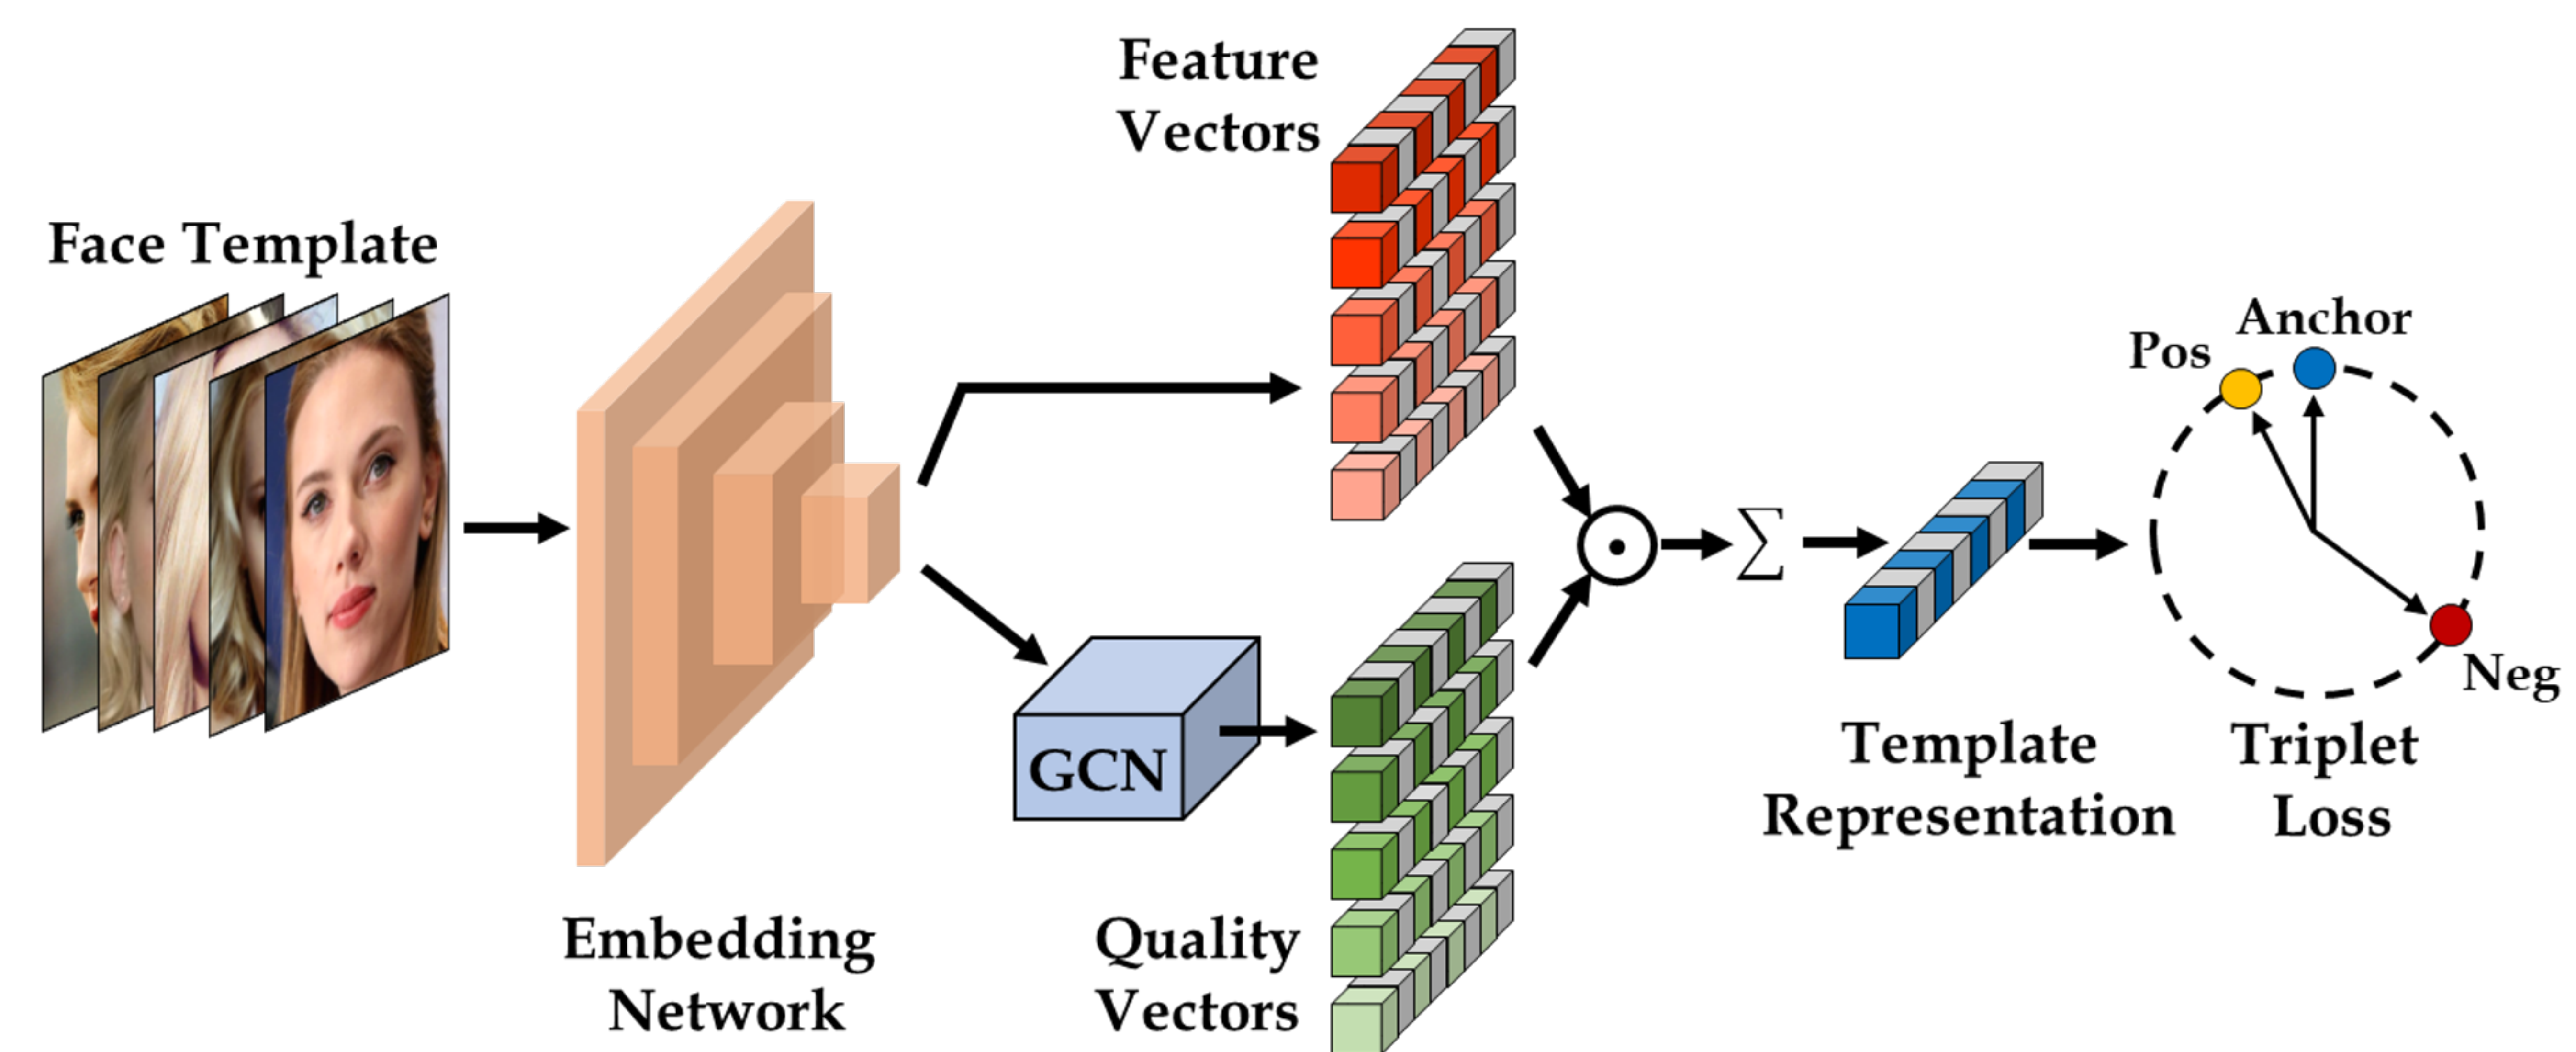 Face Template
Embedding
Network
Feature
Vectors
GCN
Quality
Vectors
∑
Template
Representation
Pos
Anchor
Neg
Triplet
Loss